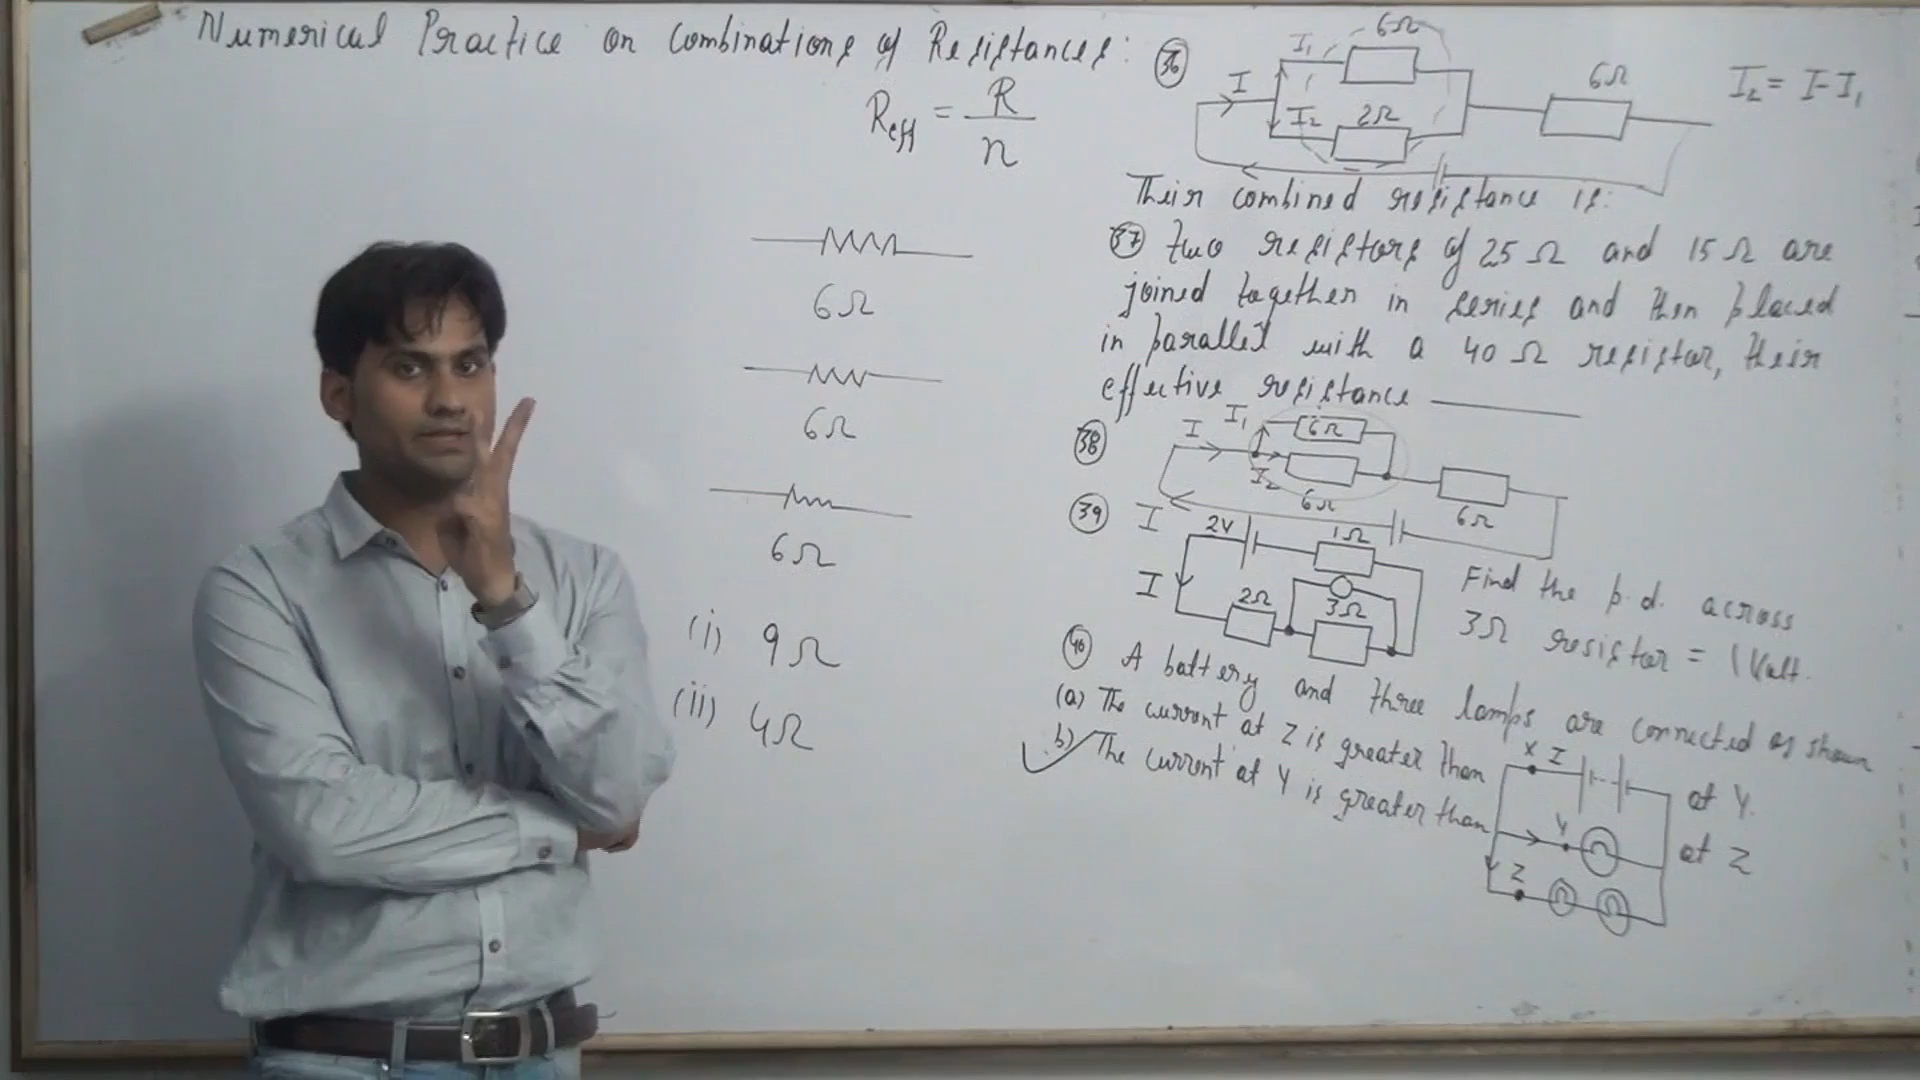 Numerical Practice on Combinations of Resistances:
R_eff = R/n
6Ω
6Ω
6Ω
(i) 9Ω
(ii) 4Ω
36
6Ω
I₁
I
I₂
2Ω
6Ω
I₂ = I-I₁
Their combined resistance is:
37 Two resistors of 25 Ω and 15 Ω are
joined together in series and then placed
in parallel with a 40 Ω resistor, their
effective resistance
38
I
I₁
6Ω
I₂
6Ω
6Ω
I
39
2V
1Ω
I
2Ω
3Ω
Find the p.d. across
3Ω resistor = 1 Volt.
40 A battery and three lamps are connected as shown
(a) The current at Z is greater than at Y.
b) The current at Y is greater than at Z
X I
Y
Z